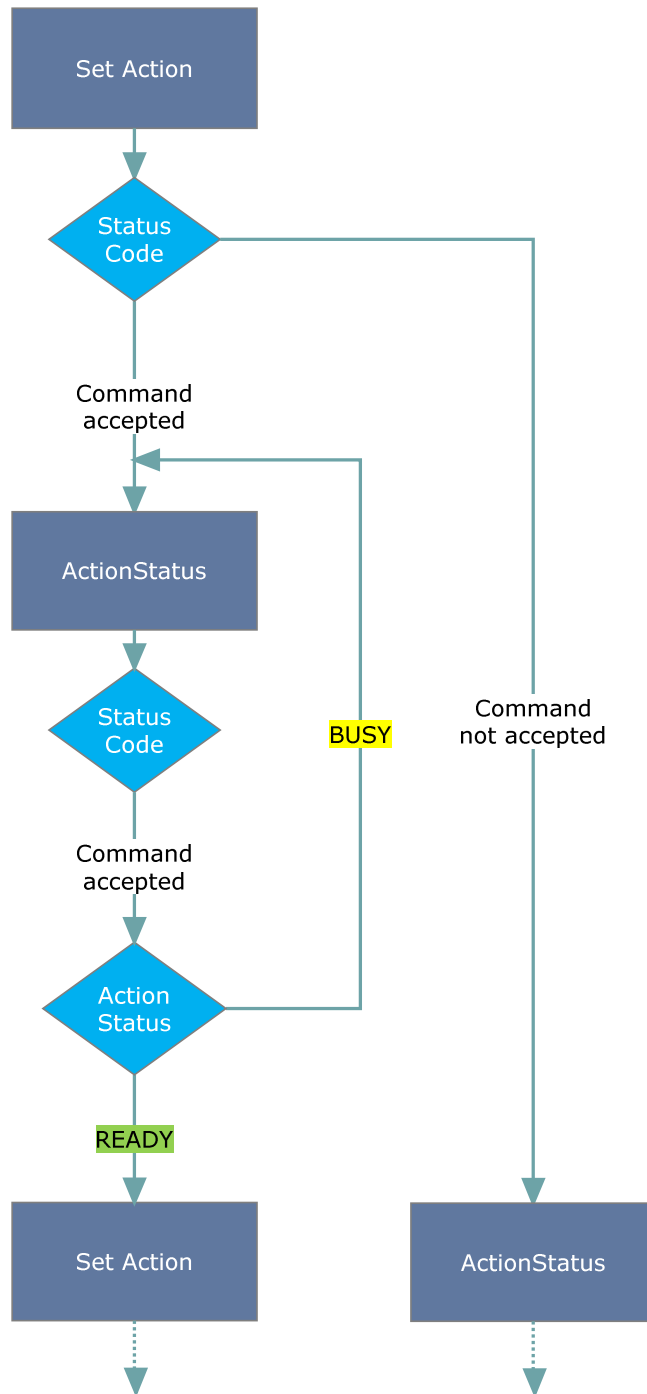 Set Action
Status
Code
Command
accepted
ActionStatus
Status
Code
BUSY
Command
not accepted
Command
accepted
Action
Status
READY
Set Action
ActionStatus